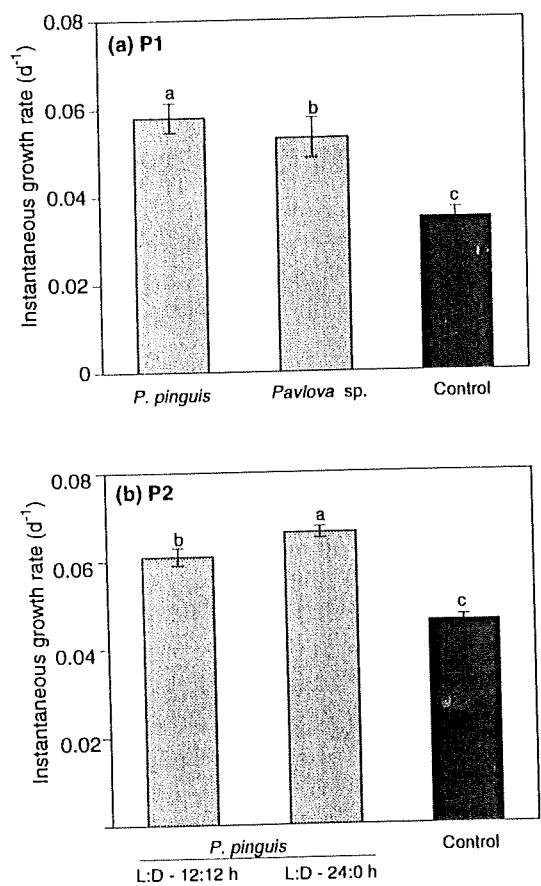 0.08
(a) P1
Instantaneous growth rate (d⁻¹)
a
b
0.06
c
0.04
0.02
0
P. pinguis
Pavlova sp.
Control
0.08
(b) P2
Instantaneous growth rate (d⁻¹)
b
a
0.06
c
0.04
0.02
P. pinguis
Control
L:D - 12:12 h
L:D - 24:0 h